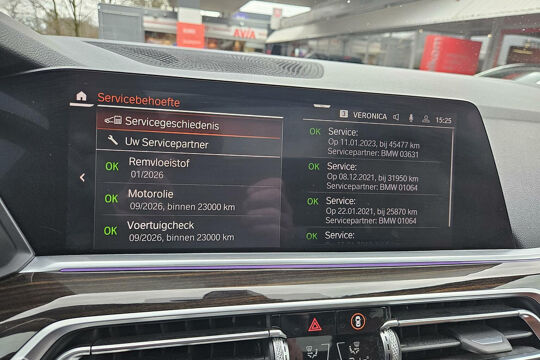 AVIA
Servicebehoefte
3 VERONICA
15:25
Servicegeschiedenis
Uw Servicepartner
OK Remvloeistof
01/2026
OK Motorolie
09/2026, binnen 23000 km
OK Voertuigcheck
09/2026, binnen 23000 km
OK Service:
Op 11.01.2023, bij 45477 km
Servicepartner: BMW 03631
OK Service:
Op 08.12.2021, bij 31950 km
Servicepartner: BMW 01064
OK Service:
Op 22.01.2021, bij 25870 km
Servicepartner: BMW 01064
OK Service: